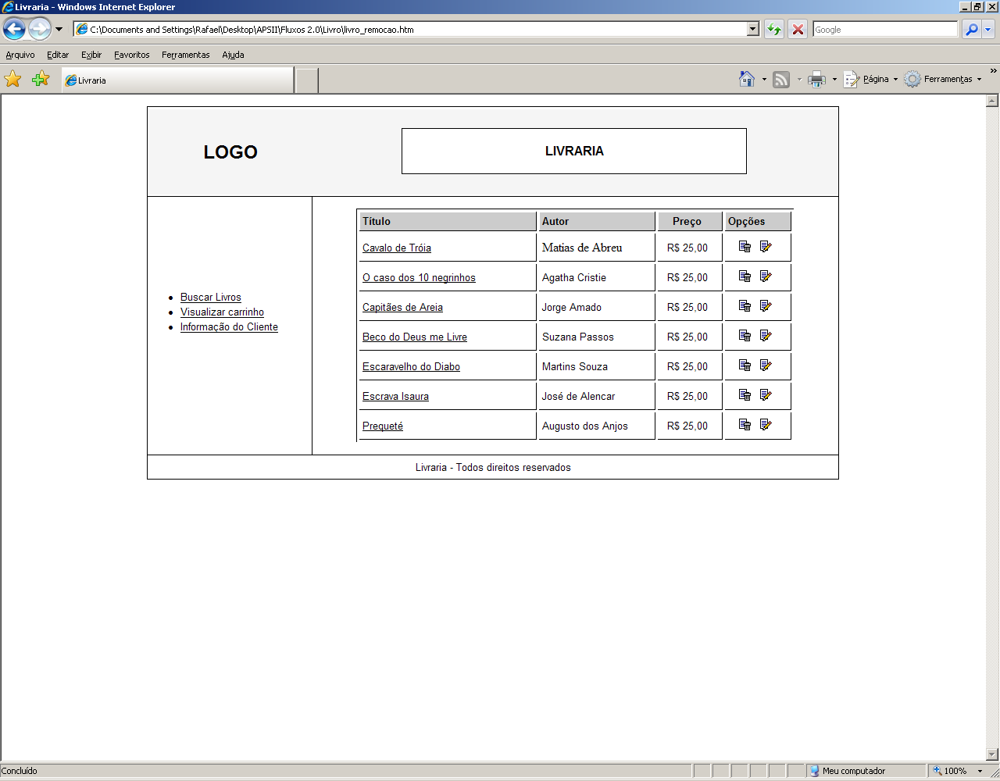 Livraria - Windows Internet Explorer
C:\Documents and Settings\Rafael\Desktop\APSII\Fluxos 2.0\Livro\livro_remocao.htm
Google
Arquivo Editar Exibir Favoritos Ferramentas Ajuda
Livraria
Página Ferramentas
LOGO
LIVRARIA
Buscar Livros
Visualizar carrinho
Informação do Cliente
Título Autor Preço Opções
Cavalo de Tróia Matias de Abreu R$ 25,00
O caso dos 10 negrinhos Agatha Cristie R$ 25,00
Capitães de Areia Jorge Amado R$ 25,00
Beco do Deus me Livre Suzana Passos R$ 25,00
Escaravelho do Diabo Martins Souza R$ 25,00
Escrava Isaura José de Alencar R$ 25,00
Prequeté Augusto dos Anjos R$ 25,00
Livraria - Todos direitos reservados
Concluído Meu computador 100%